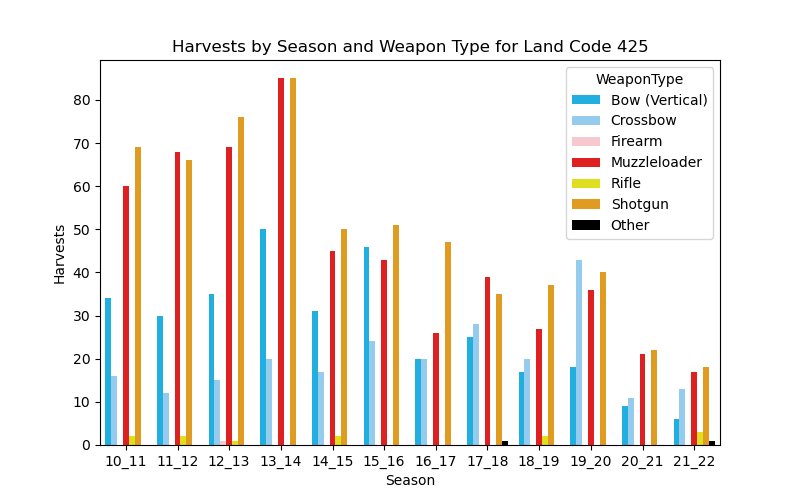 Harvests by Season and Weapon Type for Land Code 425
WeaponType
Bow (Vertical)
Crossbow
Firearm
Muzzleloader
Rifle
Shotgun
Other
Harvests
80
70
60
50
40
30
20
10
0
10_11 11_12 12_13 13_14 14_15 15_16 16_17 17_18 18_19 19_20 20_21 21_22
Season